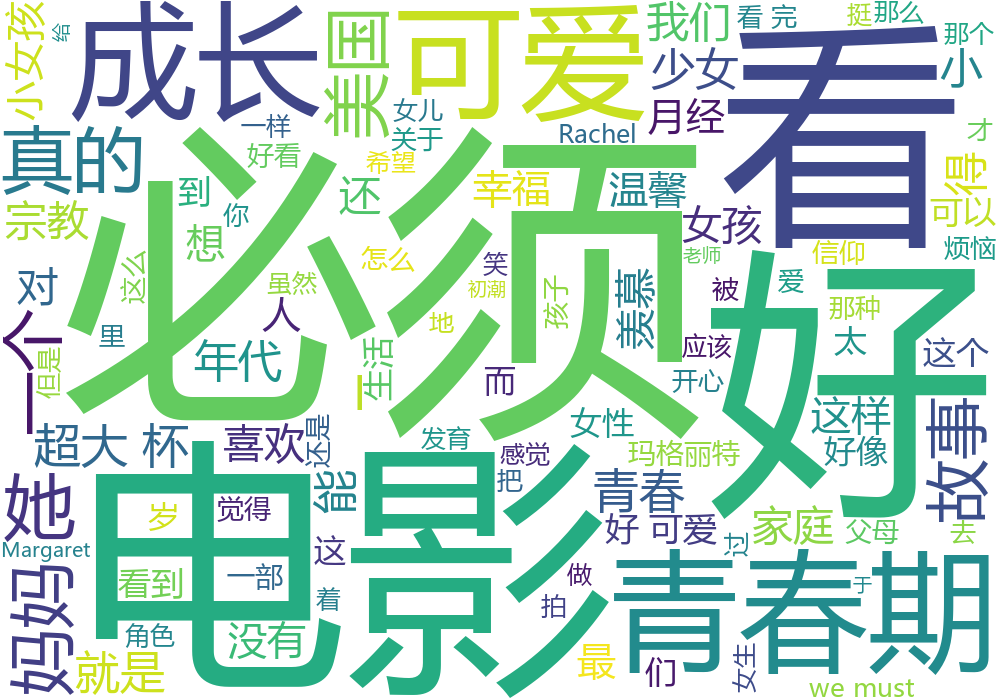 成长
可爱
美国
小女孩
给
我们
看 完
挺
那么
那个
少女
小
看
月经
女儿
关于
一样
好看
希望
Rachel
真的
必须
才
可得
可以
到
你
还
幸福
温馨
女孩
宗教
想
怎么
笑
老师
信仰
烦恼
这么
虽然
初潮
孩子
羡慕
被
爱
那种
对
人
里
地
好
一个
但是
年代
生活
一
而
应该
太
这个
开心
超大 杯
喜欢
还是
发育
女性
这样
感觉
玛格丽特
好像
故事
她
电影
能
把
青春
岁
觉得
好 可爱
过
家庭
父母
去
Margaret
这
看到
一部
做
青春期
于
妈妈
着
拍
角色
没有
就是
最
们
女生
we must